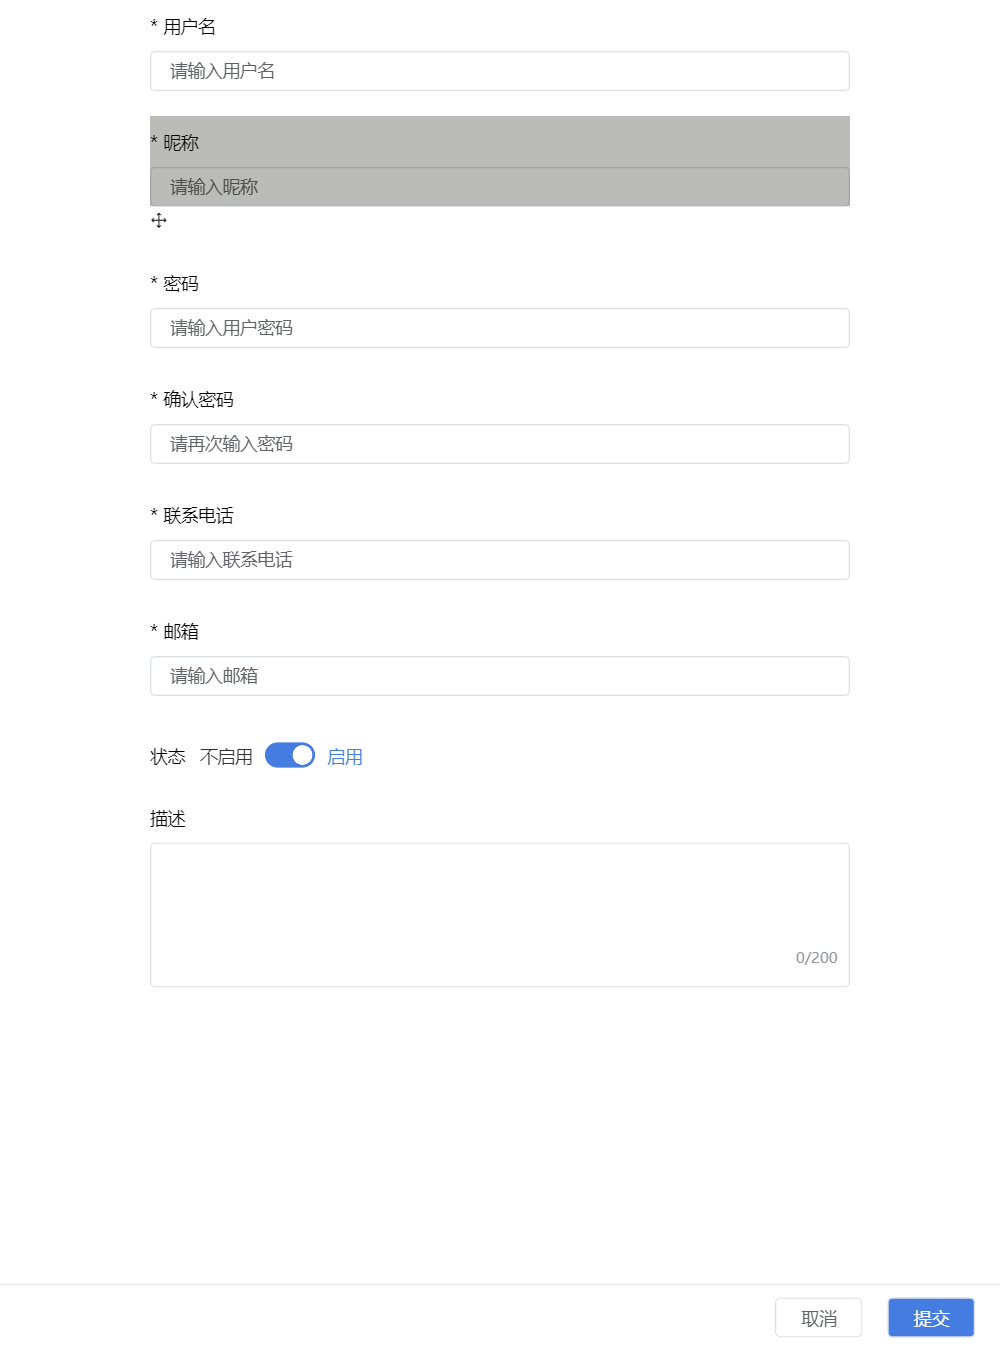 * 用户名
请输入用户名
* 昵称
请输入昵称
* 密码
请输入用户密码
* 确认密码
请再次输入密码
* 联系电话
请输入联系电话
* 邮箱
请输入邮箱
状态 不启用 启用
描述
0/200
取消 提交